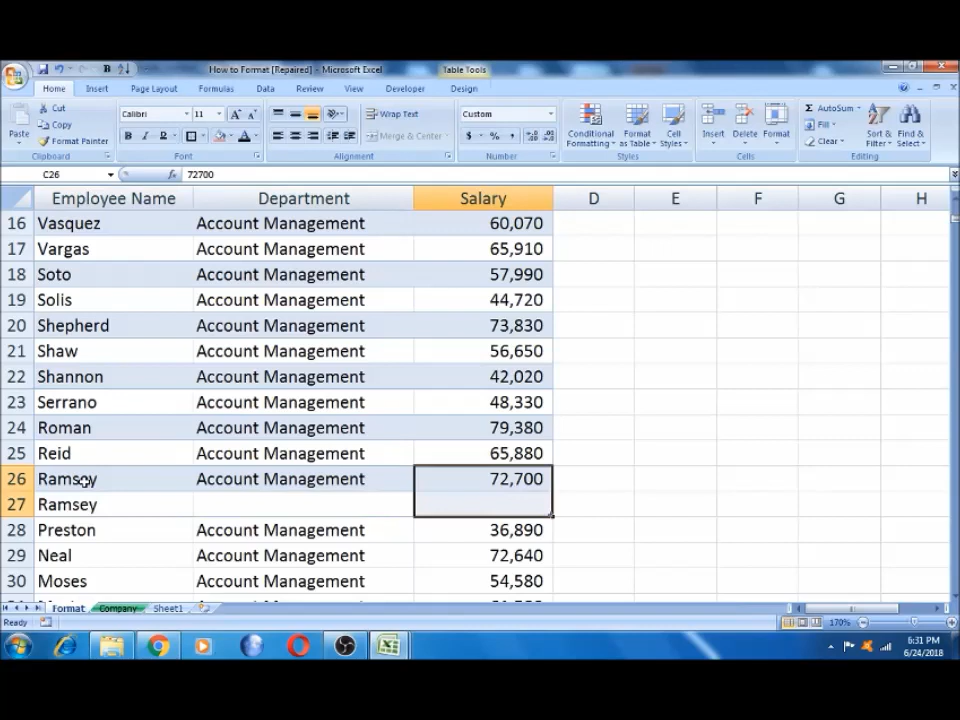 How to Format [Repaired] - Microsoft Excel Table Tools
Home Insert Page Layout Formulas Data Review View Developer Design
Paste Cut Copy Format Painter Clipboard
Calibri 11 B I U A Font
Wrap Text Merge & Center Alignment
Custom $ % , Number
Conditional Formatting Format as Table Cell Styles Styles
Insert Delete Format Cells
Σ AutoSum Fill Clear Sort & Filter Find & Select Editing
C26 fx 72700
Employee Name Department Salary D E F G H
16 Vasquez Account Management 60,070
17 Vargas Account Management 65,910
18 Soto Account Management 57,990
19 Solis Account Management 44,720
20 Shepherd Account Management 73,830
21 Shaw Account Management 56,650
22 Shannon Account Management 42,020
23 Serrano Account Management 48,330
24 Roman Account Management 79,380
25 Reid Account Management 65,880
26 Ramsey Account Management 72,700
27 Ramsey
28 Preston Account Management 36,890
29 Neal Account Management 72,640
30 Moses Account Management 54,580
Format Company Sheet1
Ready 170%
6:31 PM
6/24/2018